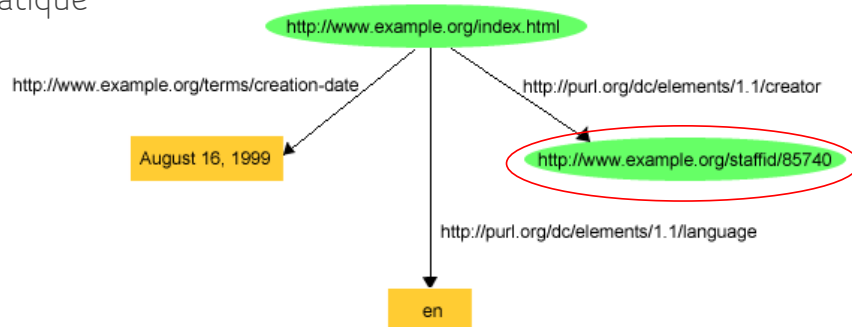 atique
http://www.example.org/index.html
http://www.example.org/terms/creation-date
http://purl.org/dc/elements/1.1/creator
August 16, 1999
http://www.example.org/staffid/85740
http://purl.org/dc/elements/1.1/language
en